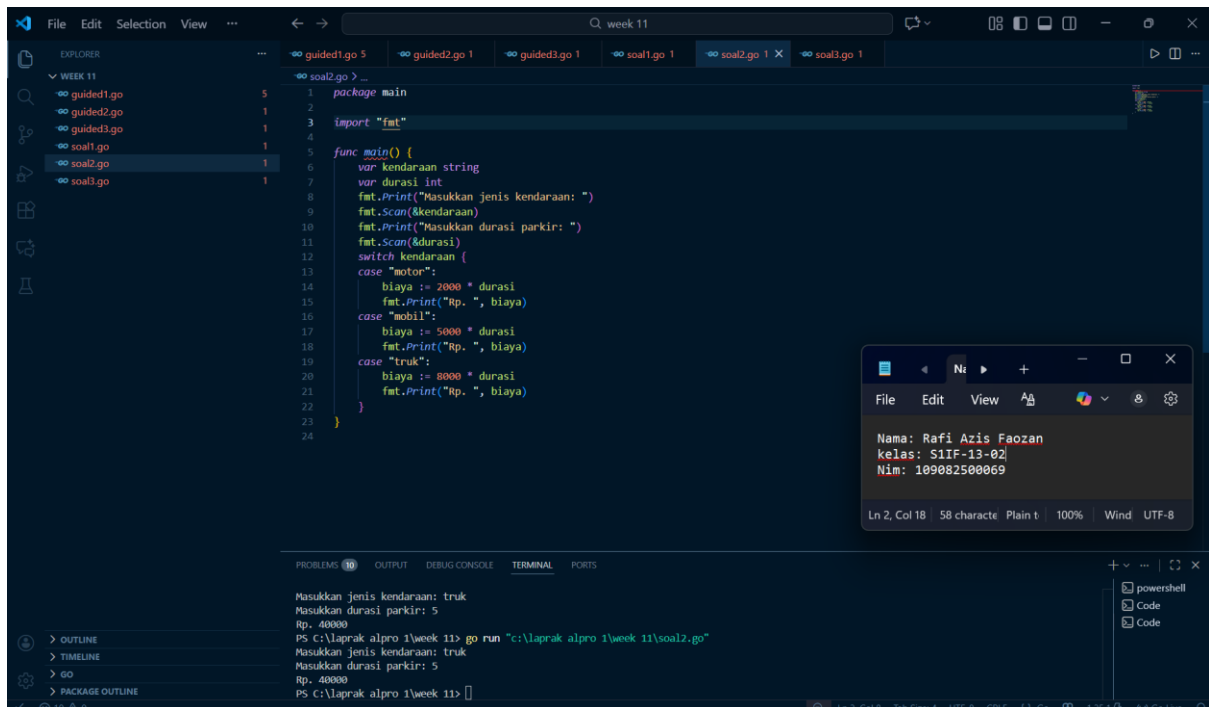 File Edit Selection View ...
week 11
EXPLORER
WEEK 11
guided1.go 5
guided2.go 1
guided3.go 1
soal1.go 1
soal2.go 1
soal3.go 1
OUTLINE
TIMELINE
GO
PACKAGE OUTLINE
guided1.go 5 guided2.go 1 guided3.go 1 soal1.go 1 soal2.go 1 soal3.go 1
soal2.go > ...
1 package main
2
3 import "fmt"
4
5 func main() {
6 var kendaraan string
7 var durasi int
8 fmt.Print("Masukkan jenis kendaraan: ")
9 fmt.Scan(&kendaraan)
10 fmt.Print("Masukkan durasi parkir: ")
11 fmt.Scan(&durasi)
12 switch kendaraan {
13 case "motor":
14 biaya := 2000 * durasi
15 fmt.Print("Rp. ", biaya)
16 case "mobil":
17 biaya := 5000 * durasi
18 fmt.Print("Rp. ", biaya)
19 case "truk":
20 biaya := 8000 * durasi
21 fmt.Print("Rp. ", biaya)
22 }
23 }
24
Na
File Edit View
Nama: Rafi Azis Faozan
kelas: S1IF-13-02
Nim: 109082500069
Ln 2, Col 18 58 characte Plain t 100% Wind UTF-8
PROBLEMS 10 OUTPUT DEBUG CONSOLE TERMINAL PORTS
Masukkan jenis kendaraan: truk
Masukkan durasi parkir: 5
Rp. 40000
PS C:\laprak alpro 1\week 11> go run "c:\laprak alpro 1\week 11\soal2.go"
Masukkan jenis kendaraan: truk
Masukkan durasi parkir: 5
Rp. 40000
PS C:\laprak alpro 1\week 11>
powershell
Code
Code